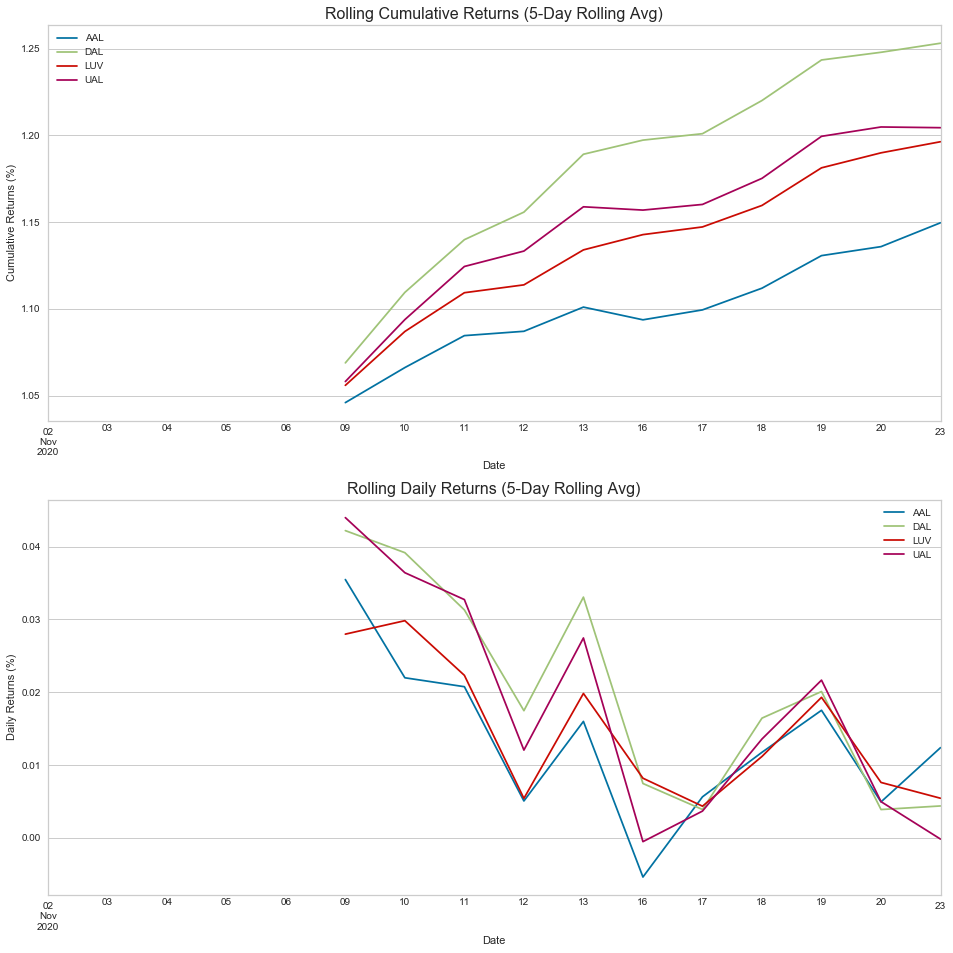 Rolling Cumulative Returns (5-Day Rolling Avg)
AAL
DAL
LUV
UAL
Cumulative Returns (%)
1.25
1.20
1.15
1.10
1.05
02 03 04 05 06 09 10 11 12 13 16 17 18 19 20 23
Nov
2020
Date
Rolling Daily Returns (5-Day Rolling Avg)
AAL
DAL
LUV
UAL
Daily Returns (%)
0.04
0.03
0.02
0.01
0.00
02 03 04 05 06 09 10 11 12 13 16 17 18 19 20 23
Nov
2020
Date